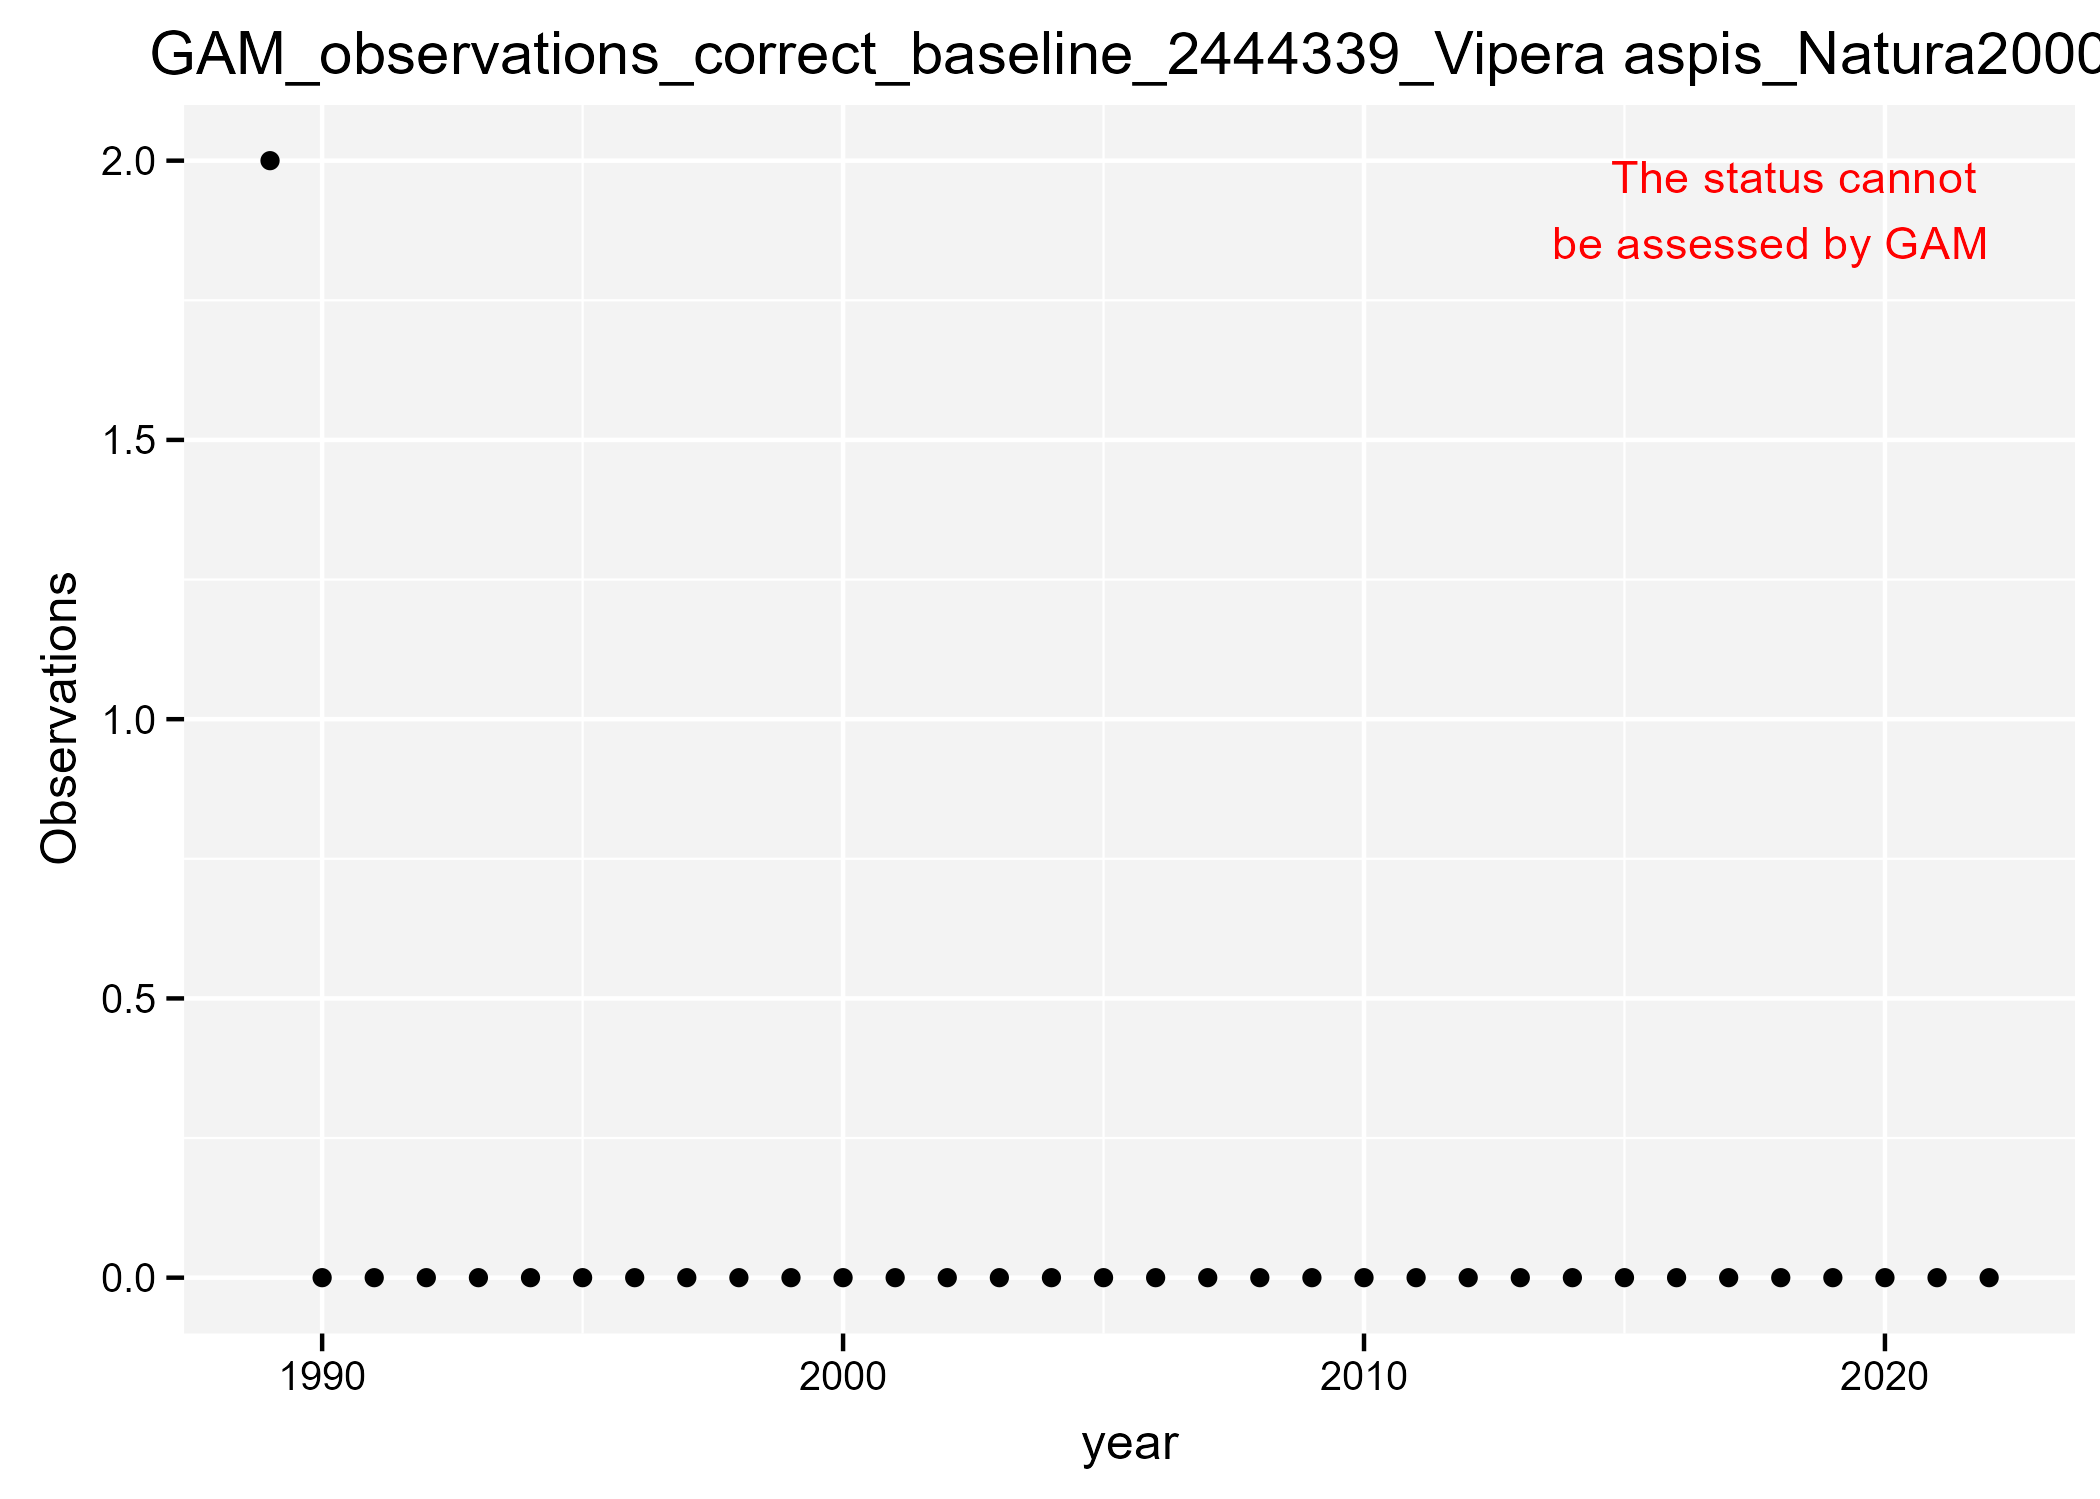 GAM_observations_correct_baseline_2444339_Vipera aspis_Natura2000
2.0
The status cannot
be assessed by GAM
1.5
1.0
0.5
0.0
Observations
1990 2000 2010 2020
year